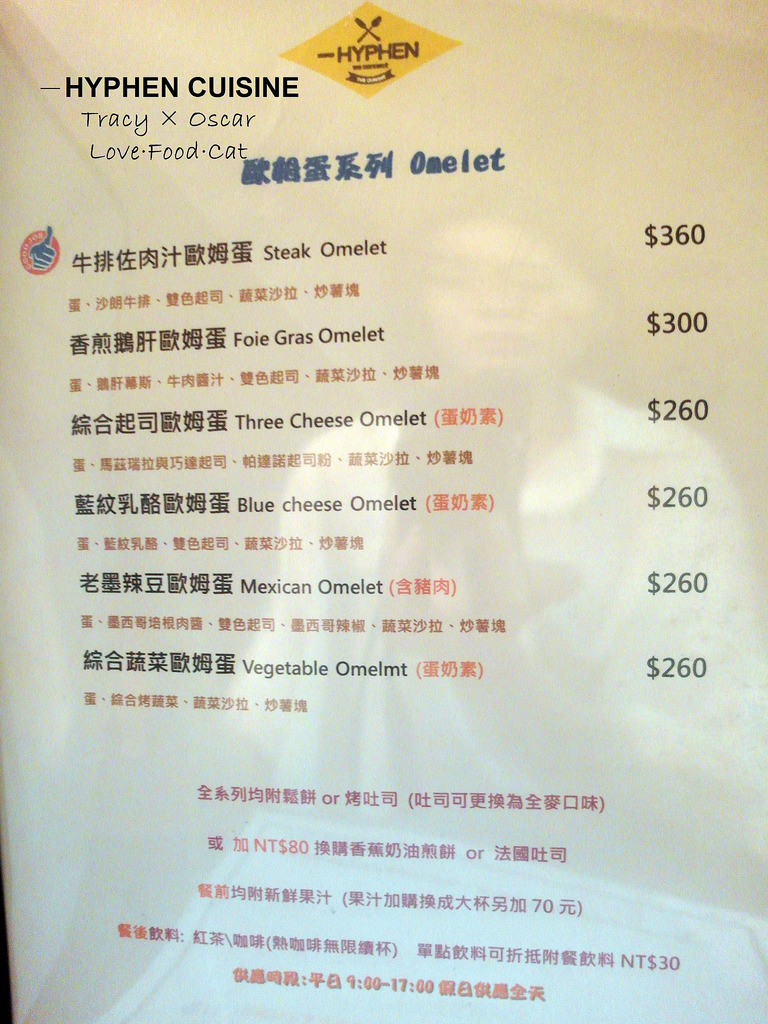 HYPHEN
—HYPHEN CUISINE
Tracy × Oscar
Love·Food·Cat
歐姆蛋系列 Omelet
GOOD JOB
牛排佐肉汁歐姆蛋 Steak Omelet $360
蛋、沙朗牛排、雙色起司、蔬菜沙拉、炒薯塊
香煎鵝肝歐姆蛋 Foie Gras Omelet $300
蛋、鵝肝幕斯、牛肉醬汁、雙色起司、蔬菜沙拉、炒薯塊
綜合起司歐姆蛋 Three Cheese Omelet (蛋奶素) $260
蛋、馬茲瑞拉與巧達起司、帕達諾起司粉、蔬菜沙拉、炒薯塊
藍紋乳酪歐姆蛋 Blue cheese Omelet (蛋奶素) $260
蛋、藍紋乳酪、雙色起司、蔬菜沙拉、炒薯塊
老墨辣豆歐姆蛋 Mexican Omelet (含豬肉) $260
蛋、墨西哥培根肉醬、雙色起司、墨西哥辣椒、蔬菜沙拉、炒薯塊
綜合蔬菜歐姆蛋 Vegetable Omelmt (蛋奶素) $260
蛋、綜合烤蔬菜、蔬菜沙拉、炒薯塊
全系列均附鬆餅 or 烤吐司 (吐司可更換為全麥口味)
或 加 NT$80 換購香蕉奶油煎餅 or 法國吐司
餐前均附新鮮果汁 (果汁加購換成大杯另加 70 元)
餐後飲料: 紅茶\咖啡(熱咖啡無限續杯) 單點飲料可折抵附餐飲料 NT$30
供應時段:平日 9:00-17:00 假日供應全天